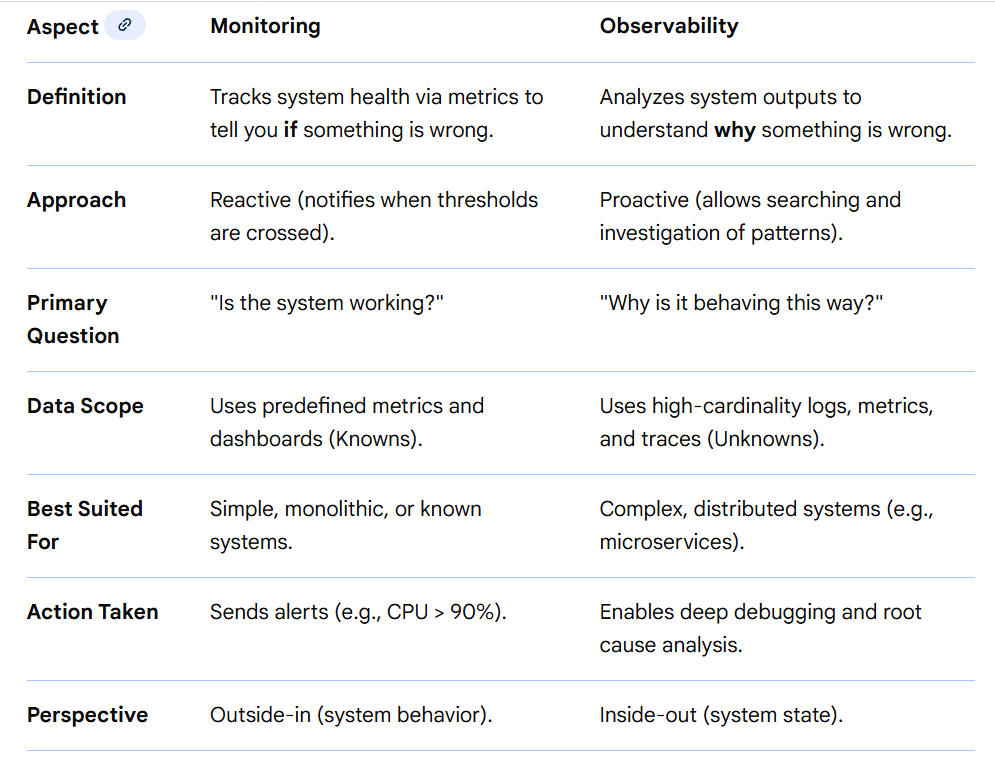 Aspect Monitoring Observability
Definition Tracks system health via metrics to Analyzes system outputs to
tell you if something is wrong. understand why something is wrong.
Approach Reactive (notifies when thresholds Proactive (allows searching and
are crossed). investigation of patterns).
Primary "Is the system working?" "Why is it behaving this way?"
Question
Data Scope Uses predefined metrics and Uses high-cardinality logs, metrics,
dashboards (Knowns). and traces (Unknowns).
Best Suited Simple, monolithic, or known Complex, distributed systems (e.g.,
For systems. microservices).
Action Taken Sends alerts (e.g., CPU > 90%). Enables deep debugging and root
cause analysis.
Perspective Outside-in (system behavior). Inside-out (system state).